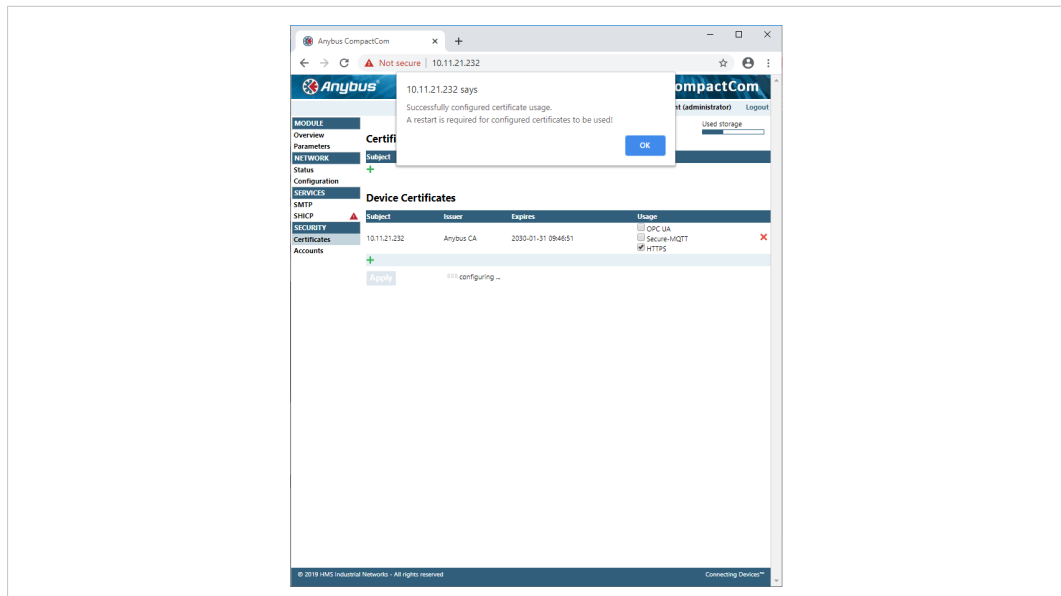 Anybus CompactCom
Not secure | 10.11.21.232
Anybus
ompactCom
10.11.21.232 says
Successfully configured certificate usage.
A restart is required for configured certificates to be used!
OK
(administrator) Logout
Used storage
MODULE
Overview
Parameters
NETWORK
Status
Configuration
SERVICES
SMTP
SHICP
SECURITY
Certificates
Accounts
Certifi
Subject
Device Certificates
Subject Issuer Expires Usage
10.11.21.232 Anybus CA 2030-01-31 09:46:51
OPC UA
Secure-MQTT
HTTPS
Apply configuring ...
© 2019 HMS Industrial Networks - All rights reserved Connecting Devices™